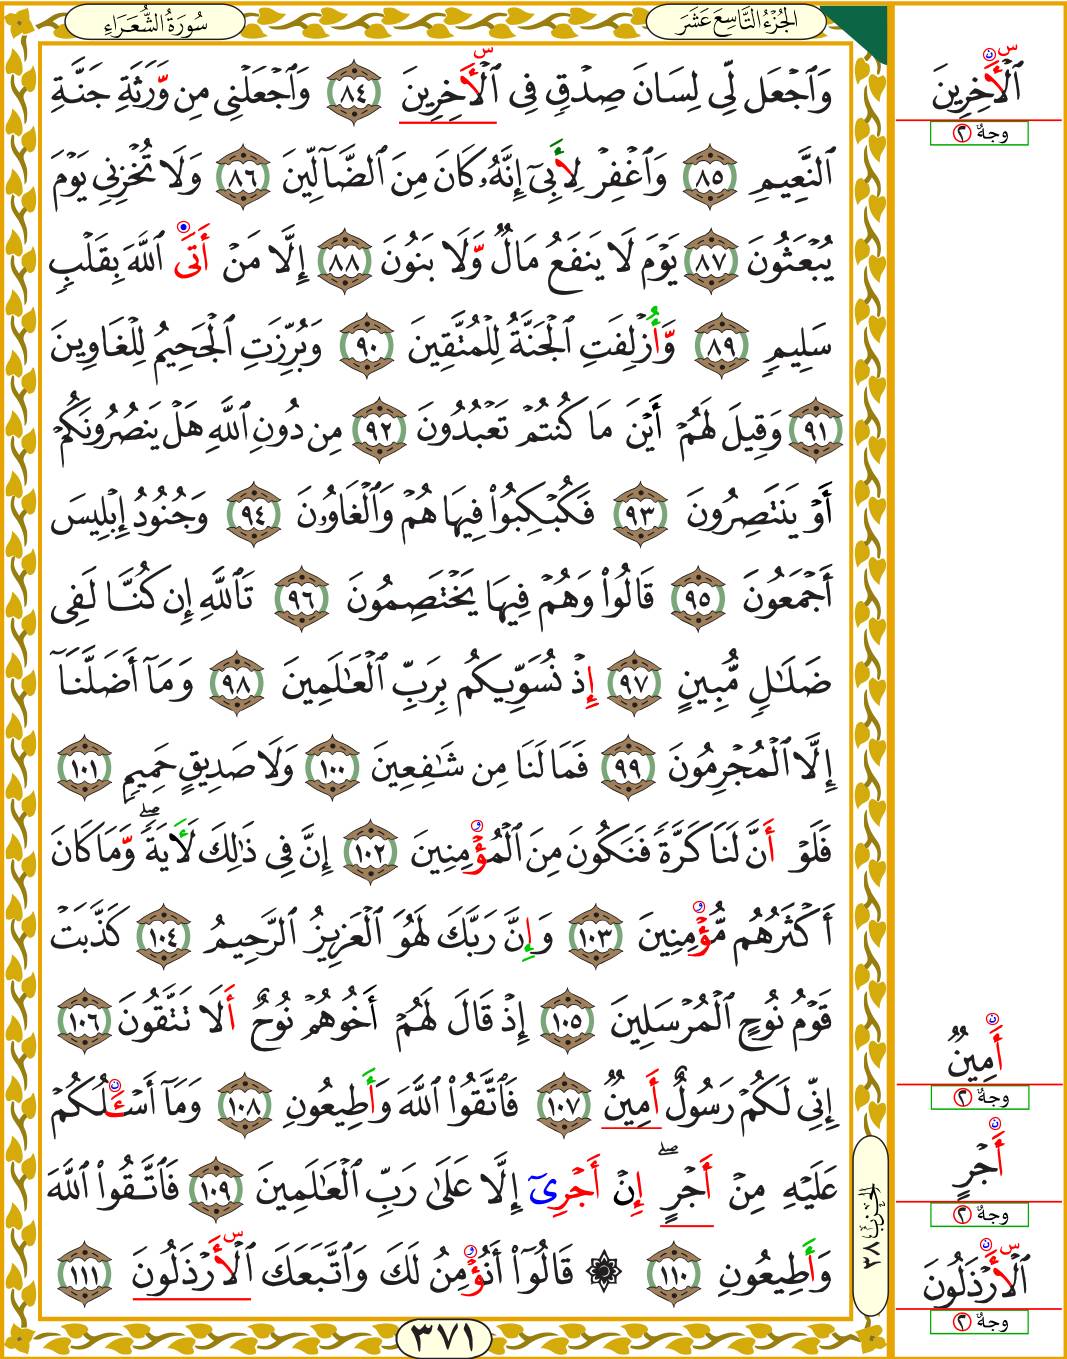 سُورَةُ الشُّعَرَاءِ
الجُزْءُ التَّاسِعَ عَشَرَ
وَٱجْعَل لِّى لِسَانَ صِدْقٍ فِى ٱلْأَخِرِينَ ٨٤ وَٱجْعَلْنِى مِن وَّرَثَةِ جَنَّةِ
ٱلنَّعِيمِ ٨٥ وَٱغْفِرْ لِأَبِىٓ إِنَّهُۥ كَانَ مِنَ ٱلضَّآلِّينَ ٨٦ وَلَا تُخْزِنِى يَوْمَ
يُبْعَثُونَ ٨٧ يَوْمَ لَا يَنفَعُ مَالٌ وَّلَا بَنُونَ ٨٨ إِلَّا مَنْ أَتَى ٱللَّهَ بِقَلْبٍ
سَلِيمٍ ٨٩ وَأُزْلِفَتِ ٱلْجَنَّةُ لِلْمُتَّقِينَ ٩٠ وَبُرِّزَتِ ٱلْجَحِيمُ لِلْغَاوِينَ
٩١ وَقِيلَ لَهُمْ أَيْنَ مَا كُنتُمْ تَعْبُدُونَ ٩٢ مِن دُونِ ٱللَّهِ هَلْ يَنصُرُونَكُمْ
أَوْ يَنتَصِرُونَ ٩٣ فَكُبْكِبُوا۟ فِيهَا هُمْ وَٱلْغَاوُۥنَ ٩٤ وَجُنُودُ إِبْلِيسَ
أَجْمَعُونَ ٩٥ قَالُوا۟ وَهُمْ فِيهَا يَخْتَصِمُونَ ٩٦ تَٱللَّهِ إِن كُنَّا لَفِى
ضَلَـٰلٍ مُّبِينٍ ٩٧ إِذْ نُسَوِّيكُم بِرَبِّ ٱلْعَـٰلَمِينَ ٩٨ وَمَآ أَضَلَّنَآ
إِلَّا ٱلْمُجْرِمُونَ ٩٩ فَمَا لَنَا مِن شَـٰفِعِينَ ١٠٠ وَلَا صَدِيقٍ حَمِيمٍ ١٠١
فَلَوْ أَنَّ لَنَا كَرَّةً فَنَكُونَ مِنَ ٱلْمُؤْمِنِينَ ١٠٢ إِنَّ فِى ذَٰلِكَ لَأَيَةً ۖ وَّمَا كَانَ
أَكْثَرُهُم مُّؤْمِنِينَ ١٠٣ وَإِنَّ رَبَّكَ لَهُوَ ٱلْعَزِيزُ ٱلرَّحِيمُ ١٠٤ كَذَّبَتْ
قَوْمُ نُوحٍ ٱلْمُرْسَلِينَ ١٠٥ إِذْ قَالَ لَهُمْ أَخُوهُمْ نُوحٌ أَلَا تَتَّقُونَ ١٠٦
إِنِّى لَكُمْ رَسُولٌ أَمِينٌ ١٠٧ فَٱتَّقُوا۟ ٱللَّهَ وَأَطِيعُونِ ١٠٨ وَمَآ أَسْـَٔلُكُمْ
عَلَيْهِ مِنْ أَجْرٍ ۖ إِنْ أَجْرِىَ إِلَّا عَلَىٰ رَبِّ ٱلْعَـٰلَمِينَ ١٠٩ فَٱتَّقُوا۟ ٱللَّهَ
وَأَطِيعُونِ ١١٠ ۞ قَالُوٓا۟ أَنُؤْمِنُ لَكَ وَٱتَّبَعَكَ ٱلْأَرْذَلُونَ ١١١
٣٧١
الحزب ٣٨
ٱلْأَخِرِينَ
وجهٌ ٢
أَمِينٌ
وجهٌ ٢
أَجْرٍ
وجهٌ ٢
ٱلْأَرْذَلُونَ
وجهٌ ٢